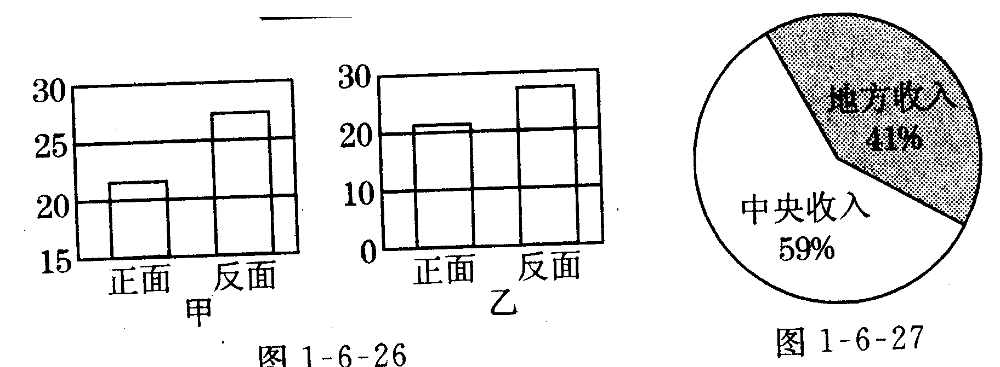 30
25
20
15
正面 反面
甲
30
20
10
0
正面 反面
乙
图 1-6-26
地方收入
41%
中央收入
59%
图 1-6-27